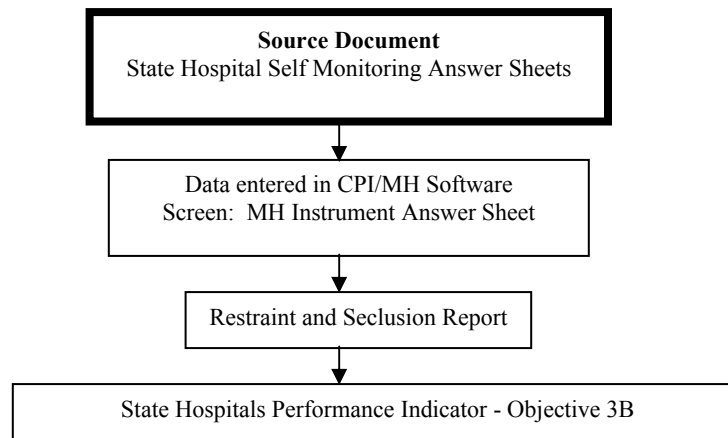 Source Document
State Hospital Self Monitoring Answer Sheets
Data entered in CPI/MH Software
Screen:  MH Instrument Answer Sheet
Restraint and Seclusion Report
State Hospitals Performance Indicator - Objective 3B